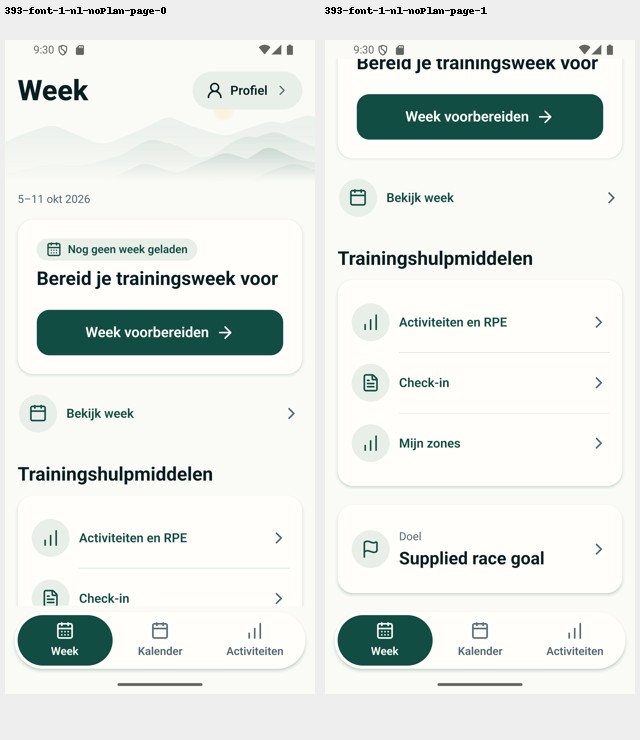 393-font-1-nl-noPlan-page-0
9:30
Week
Profiel
5–11 okt 2026
Nog geen week geladen
Bereid je trainingsweek voor
Week voorbereiden
Bekijk week
Trainingshulpmiddelen
Activiteiten en RPE
Check-in
Week
Kalender
Activiteiten
393-font-1-nl-noPlan-page-1
9:30
Bereid je trainingsweek voor
Week voorbereiden
Bekijk week
Trainingshulpmiddelen
Activiteiten en RPE
Check-in
Mijn zones
Doel
Supplied race goal
Week
Kalender
Activiteiten